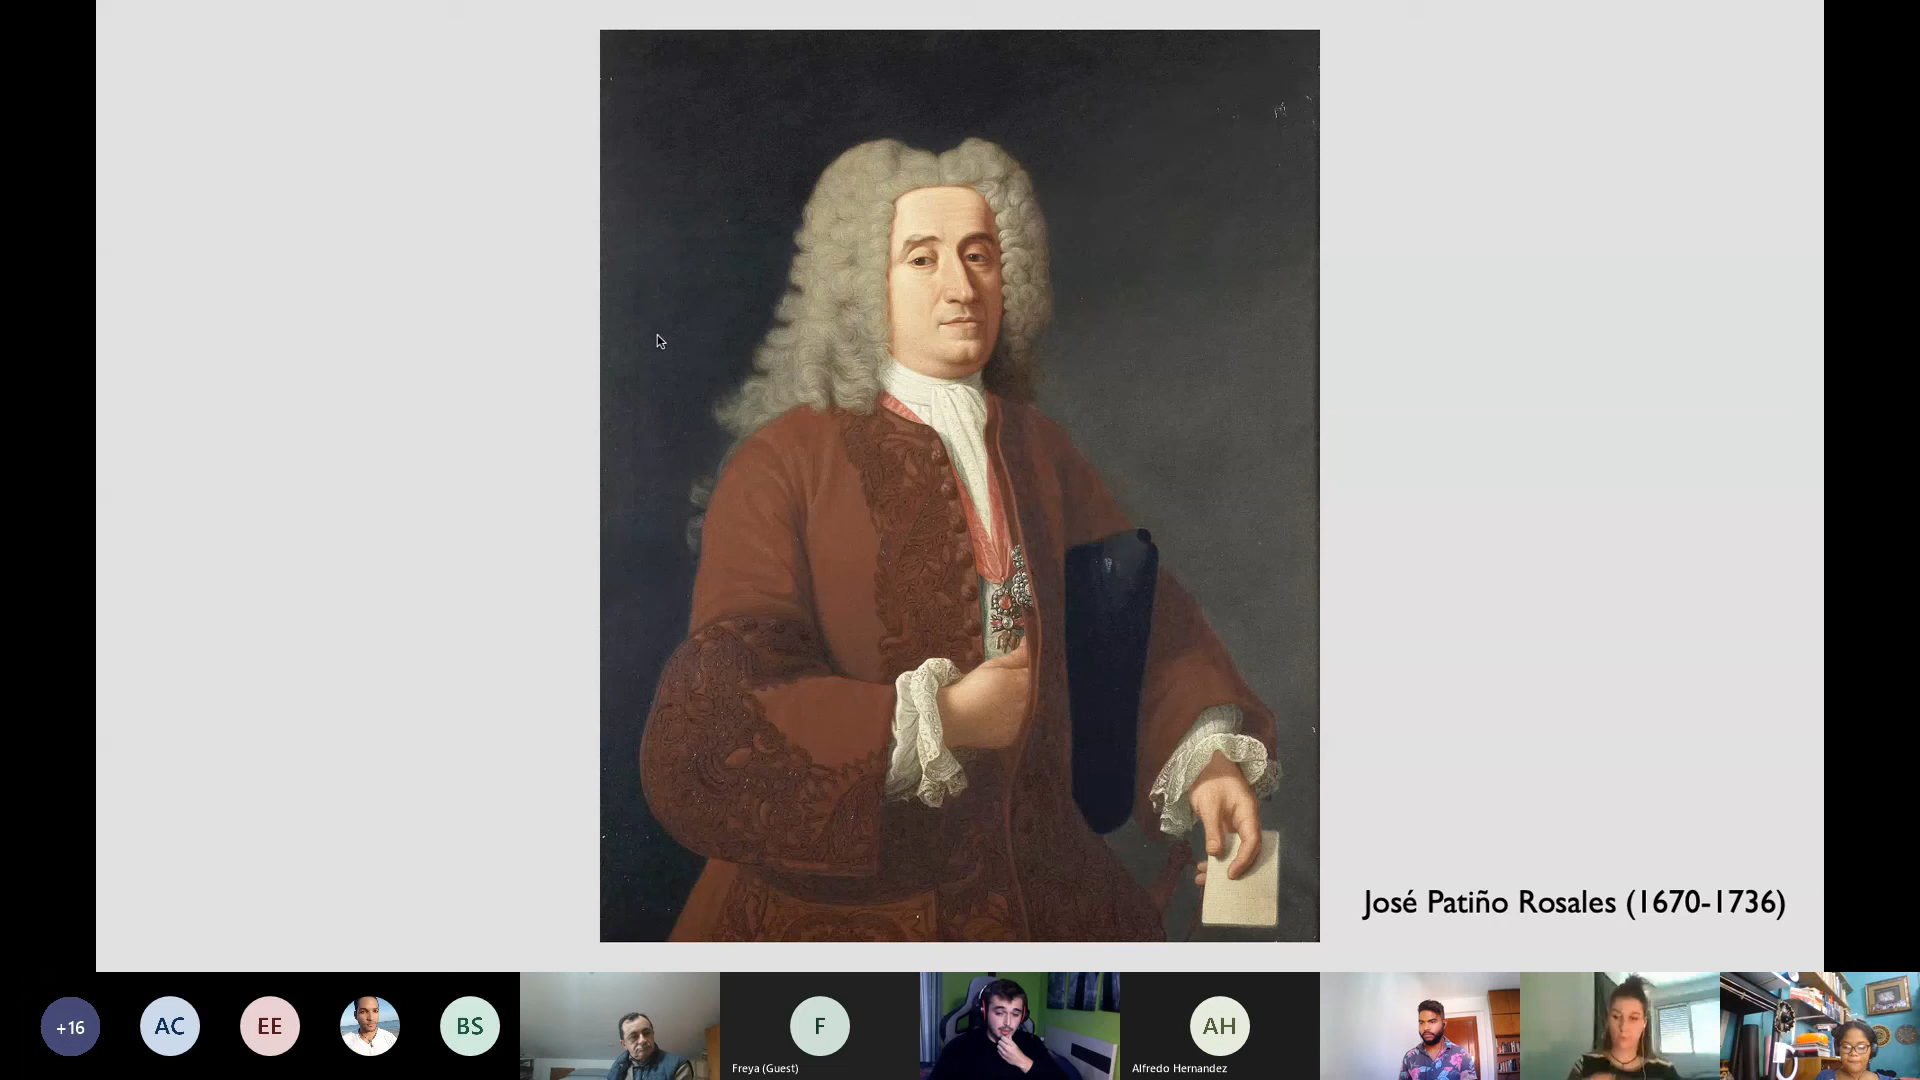 José Patiño Rosales (1670-1736)
+16
AC
EE
BS
F
Freya (Guest)
AH
Alfredo Hernandez